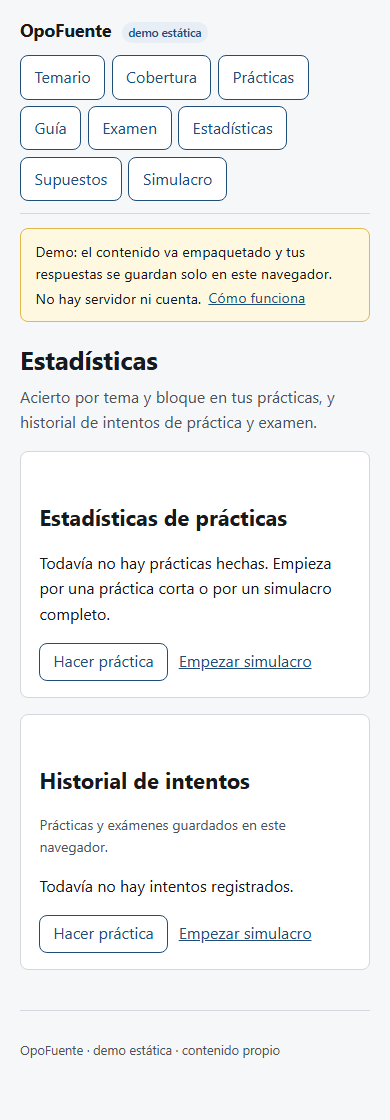 OpoFuente demo estática
Temario Cobertura Prácticas
Guía Examen Estadísticas
Supuestos Simulacro
Demo: el contenido va empaquetado y tus
respuestas se guardan solo en este navegador.
No hay servidor ni cuenta. Cómo funciona
Estadísticas
Acierto por tema y bloque en tus prácticas, y
historial de intentos de práctica y examen.
Estadísticas de prácticas
Todavía no hay prácticas hechas. Empieza
por una práctica corta o por un simulacro
completo.
Hacer práctica Empezar simulacro
Historial de intentos
Prácticas y exámenes guardados en este
navegador.
Todavía no hay intentos registrados.
Hacer práctica Empezar simulacro
OpoFuente · demo estática · contenido propio